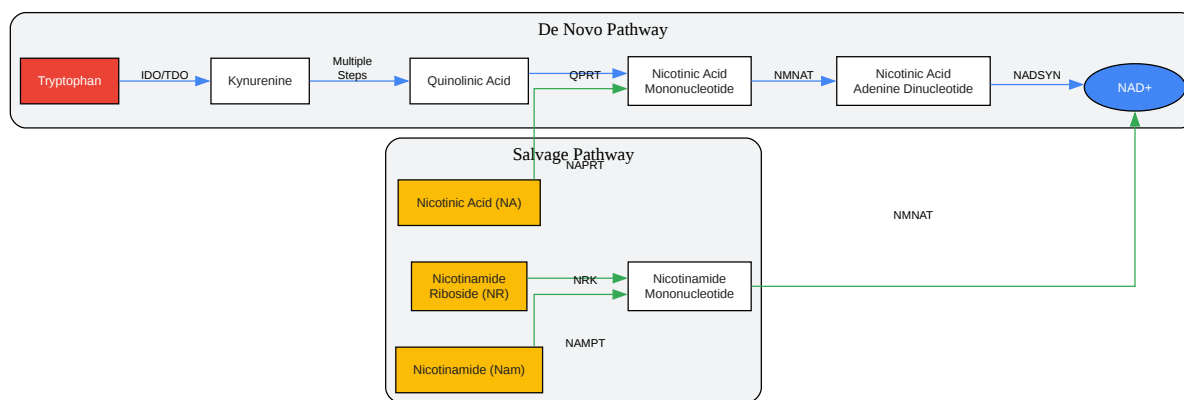 De Novo Pathway
Tryptophan
IDO/TDO
Kynurenine
Multiple
Steps
Quinolinic Acid
QPRT
Nicotinic Acid
Mononucleotide
NMNAT
Nicotinic Acid
Adenine Dinucleotide
NADSYN
NAD+
Salvage Pathway
NAPRT
Nicotinic Acid (NA)
NMNAT
Nicotinamide
Riboside (NR)
NRK
Nicotinamide
Mononucleotide
NAMPT
Nicotinamide (Nam)